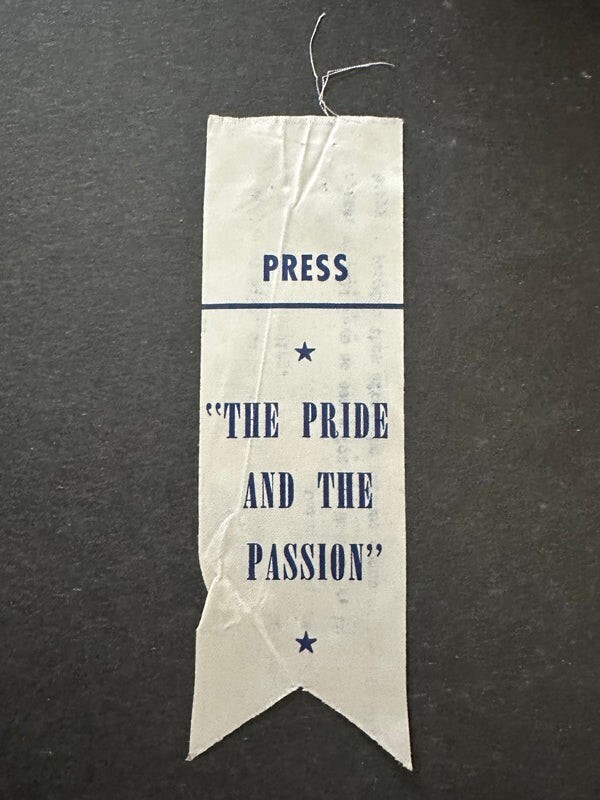 PRESS
“THE PRIDE
AND THE
PASSION”